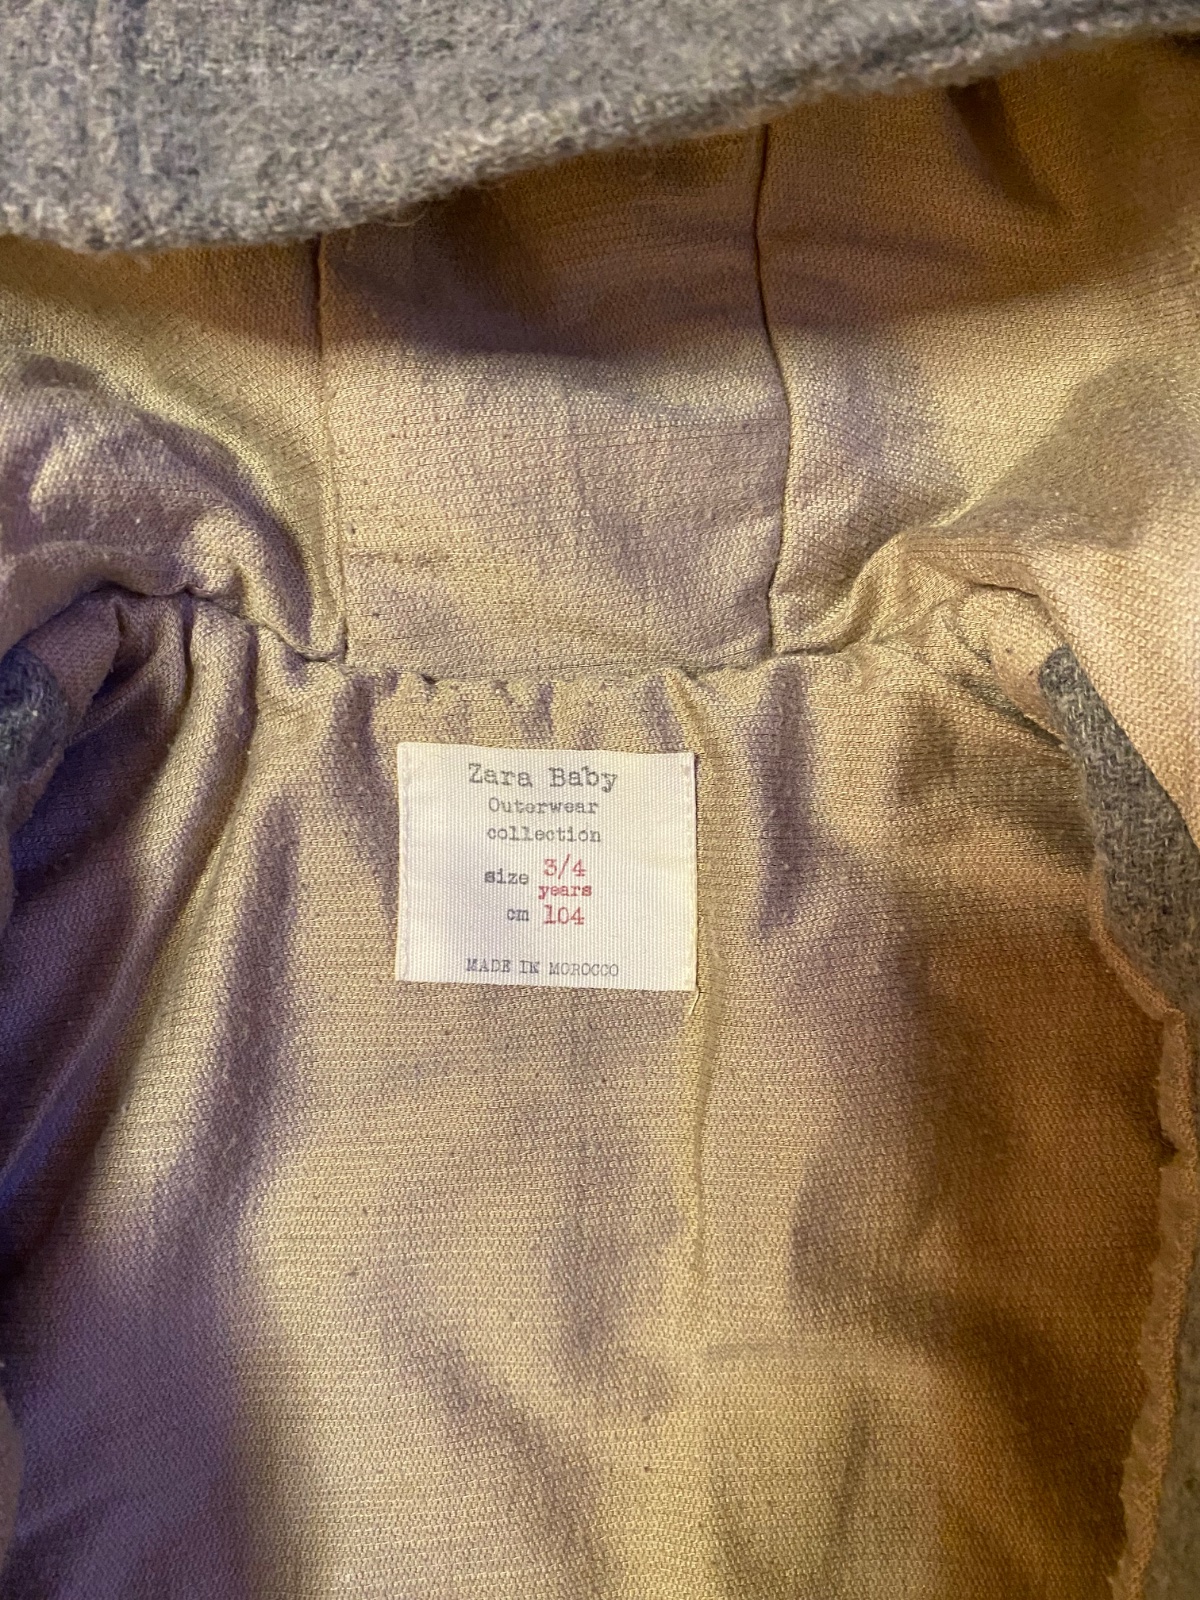 Zara Baby
Outerwear
collection
size 3/4
years
cm 104
MADE IN MOROCCO